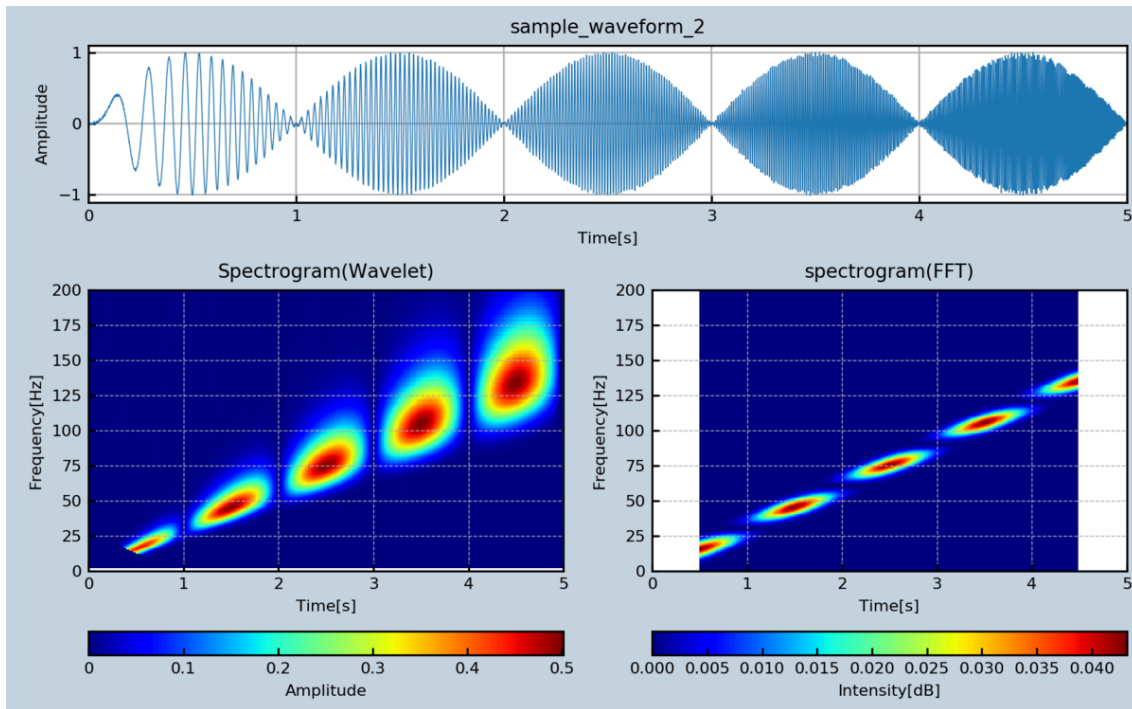 sample_waveform_2
Amplitude
1
0
−1
0 1 2 3 4 5
Time[s]
Spectrogram(Wavelet)
Frequency[Hz]
200
175
150
125
100
75
50
25
0
0 1 2 3 4 5
Time[s]
0 0.1 0.2 0.3 0.4 0.5
Amplitude
spectrogram(FFT)
Frequency[Hz]
200
175
150
125
100
75
50
25
0
0 1 2 3 4 5
Time[s]
0.000 0.005 0.010 0.015 0.020 0.025 0.030 0.035 0.040
Intensity[dB]